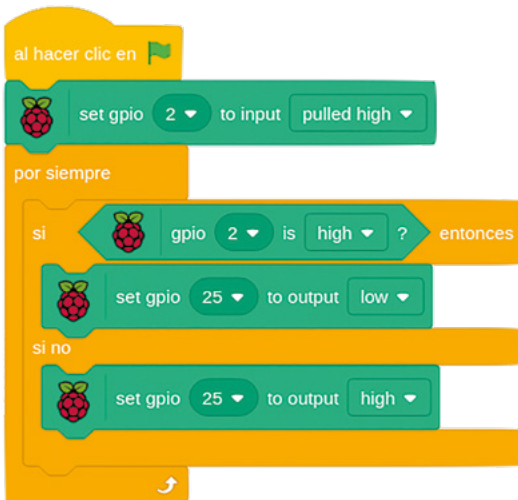 al hacer clic en
set gpio 2 to input pulled high
por siempre
si gpio 2 is high ? entonces
set gpio 25 to output low
si no
set gpio 25 to output high